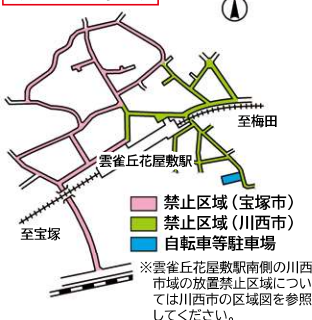 至梅田
雲雀丘花屋敷駅
至宝塚
禁止区域（宝塚市）
禁止区域（川西市）
自転車等駐車場
※雲雀丘花屋敷駅南側の川西
市域の放置禁止区域につい
ては川西市の区域図を参照
してください。